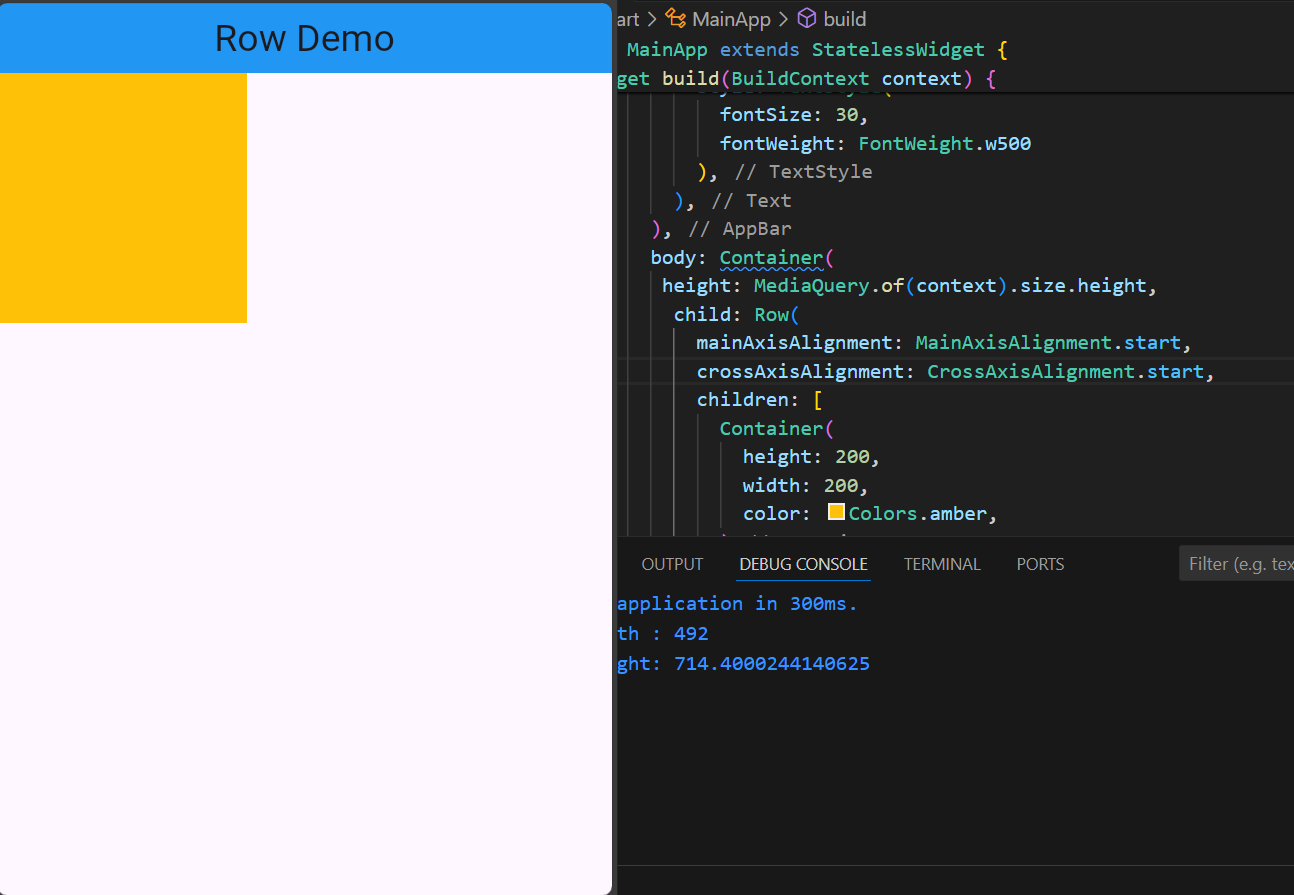 Row Demo
art > MainApp > build
MainApp extends StatelessWidget {
get build(BuildContext context) {
fontSize: 30,
fontWeight: FontWeight.w500
), // TextStyle
), // Text
), // AppBar
body: Container(
height: MediaQuery.of(context).size.height,
child: Row(
mainAxisAlignment: MainAxisAlignment.start,
crossAxisAlignment: CrossAxisAlignment.start,
children: [
Container(
height: 200,
width: 200,
color: Colors.amber,
OUTPUT DEBUG CONSOLE TERMINAL PORTS Filter (e.g. tex
application in 300ms.
th : 492
ght: 714.4000244140625